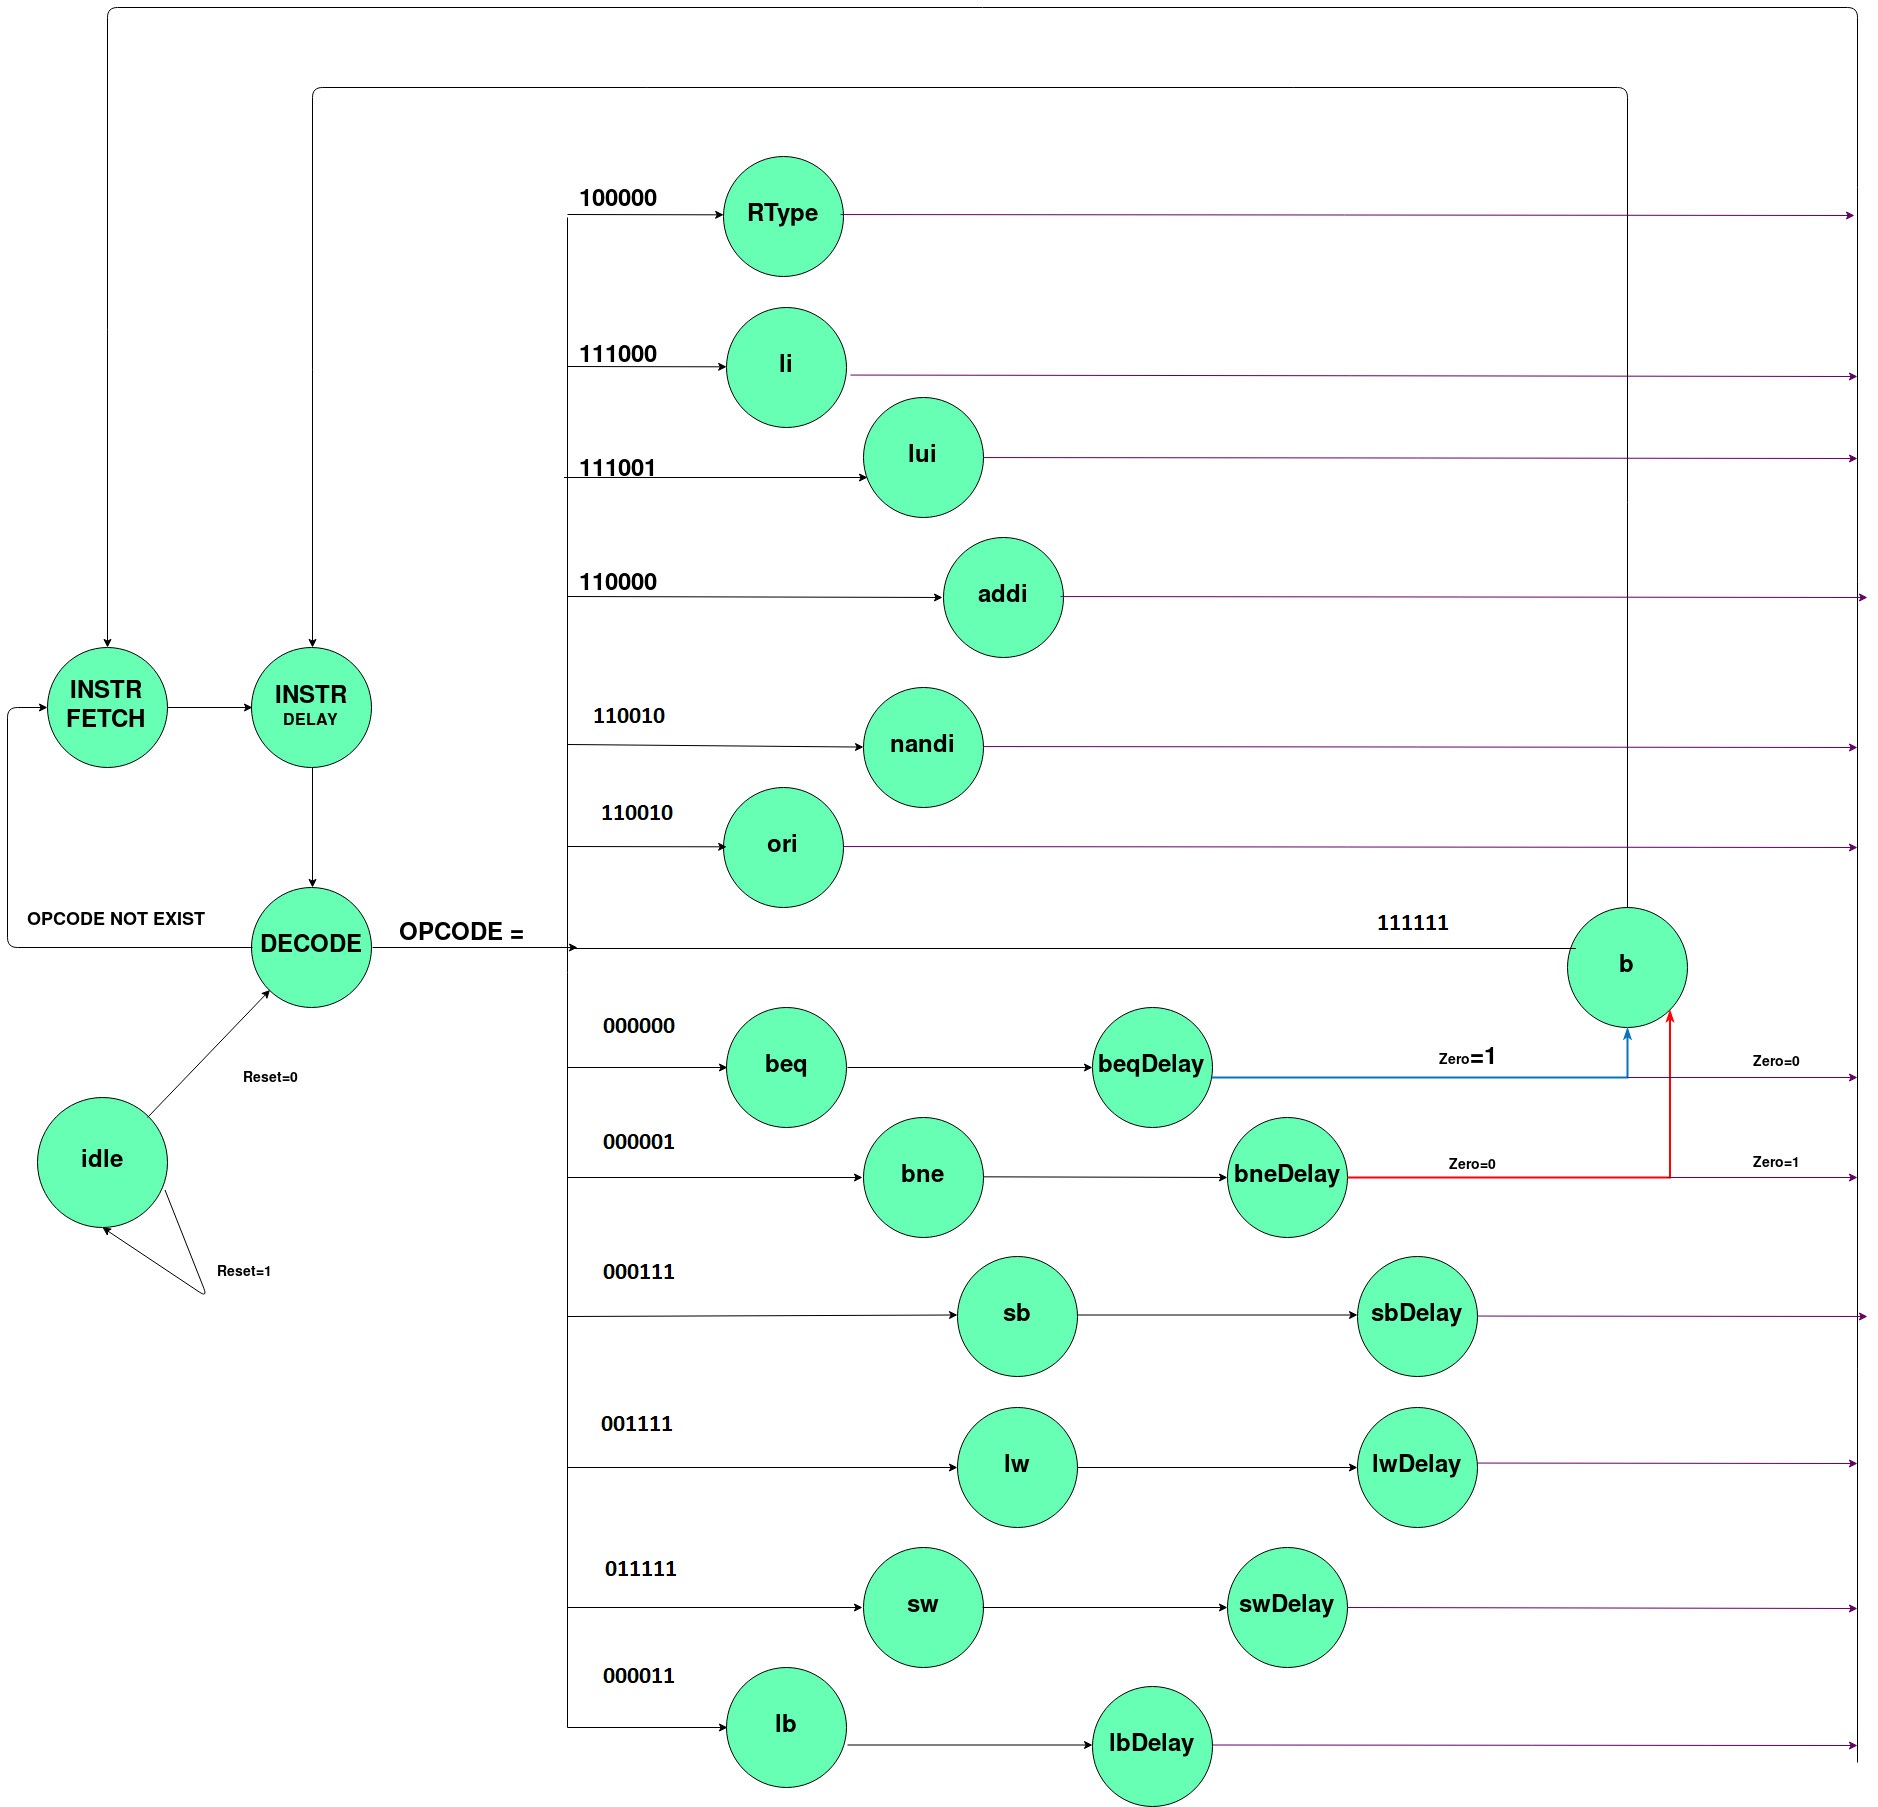 100000
RType
111000
li
111001
lui
110000
addi
INSTR
FETCH
INSTR
DELAY
110010
nandi
110010
ori
OPCODE NOT EXIST
DECODE
OPCODE =
111111
b
000000
beq
beqDelay
Zero=1
Zero=0
Reset=0
000001
bne
bneDelay
Zero=0
Zero=1
idle
Reset=1
000111
sb
sbDelay
001111
lw
lwDelay
011111
sw
swDelay
000011
lb
lbDelay